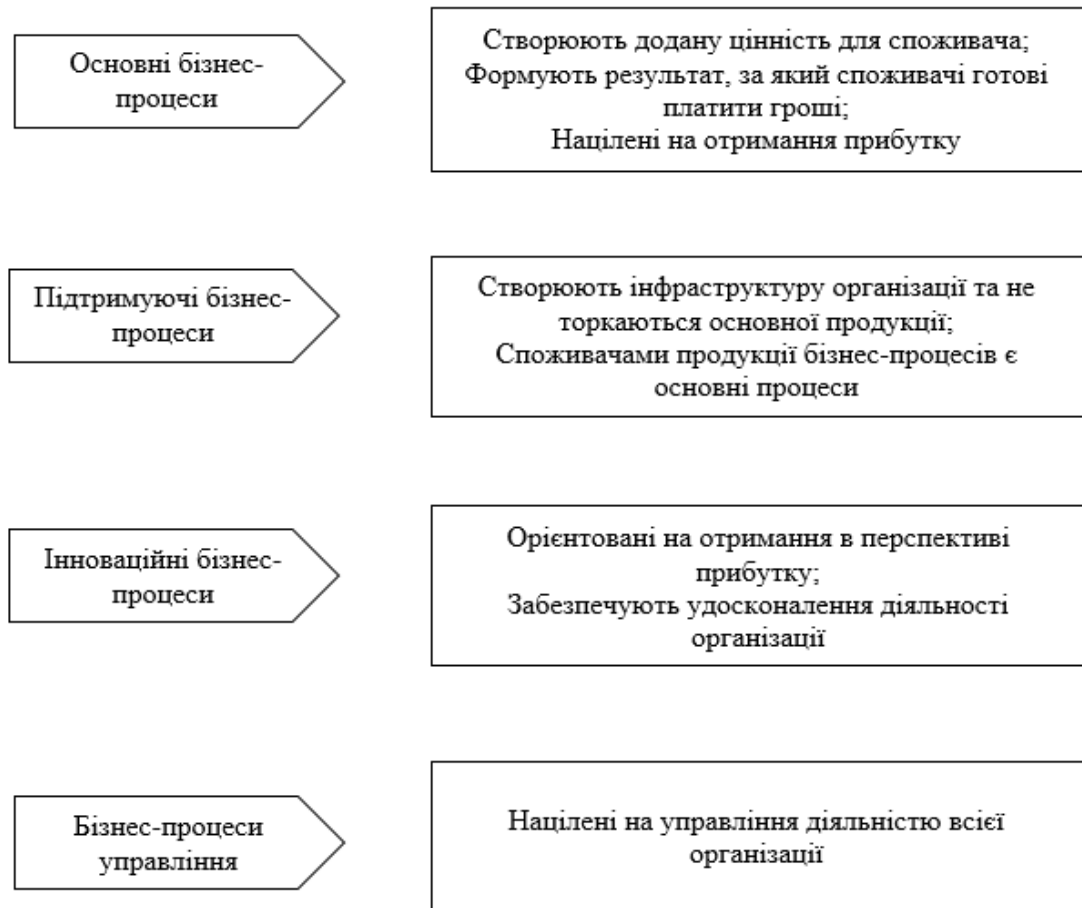 Основні бізнес-
процеси
Створюють додану цінність для споживача;
Формують результат, за який споживачі готові
платити гроші;
Націлені на отримання прибутку
Підтримуючі бізнес-
процеси
Створюють інфраструктуру організації та не
торкаються основної продукції;
Споживачами продукції бізнес-процесів є
основні процеси
Інноваційні бізнес-
процеси
Орієнтовані на отримання в перспективі
прибутку;
Забезпечують удосконалення діяльності
організації
Бізнес-процеси
управління
Націлені на управління діяльністю всієї
організації